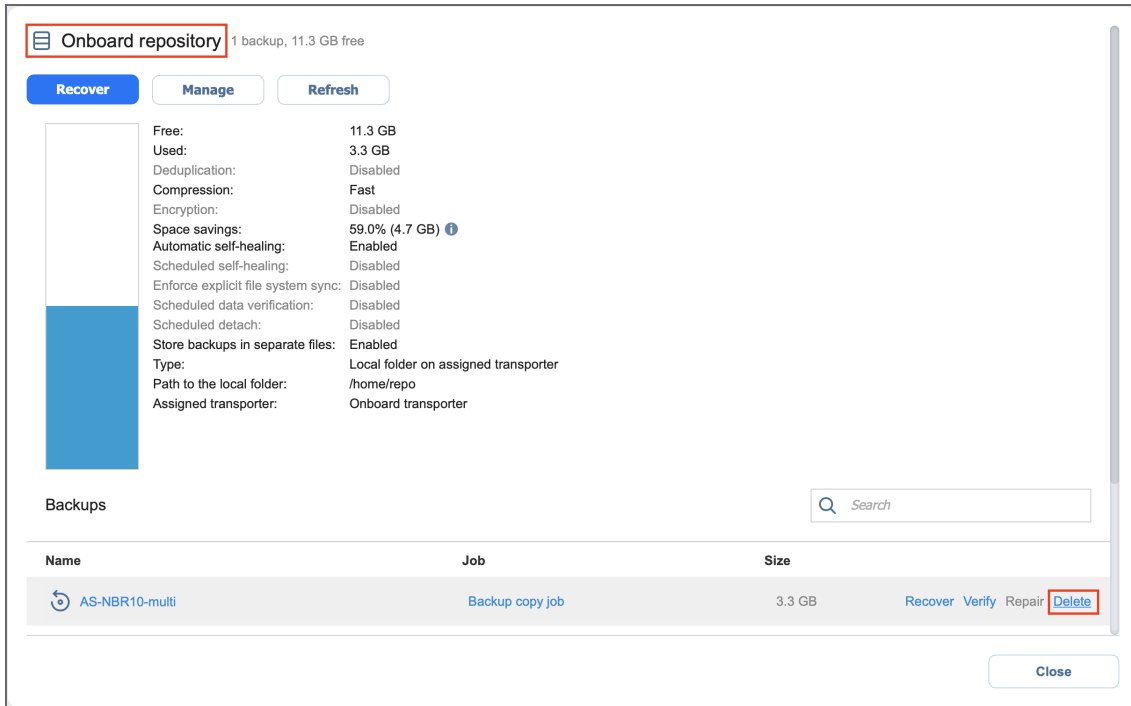 Onboard repository 1 backup, 11.3 GB free
Recover Manage Refresh
Free: 11.3 GB
Used: 3.3 GB
Deduplication: Disabled
Compression: Fast
Encryption: Disabled
Space savings: 59.0% (4.7 GB)
Automatic self-healing: Enabled
Scheduled self-healing: Disabled
Enforce explicit file system sync: Disabled
Scheduled data verification: Disabled
Scheduled detach: Disabled
Store backups in separate files: Enabled
Type: Local folder on assigned transporter
Path to the local folder: /home/repo
Assigned transporter: Onboard transporter
Backups Search
Name Job Size
AS-NBR10-multi Backup copy job 3.3 GB Recover Verify Repair Delete
Close